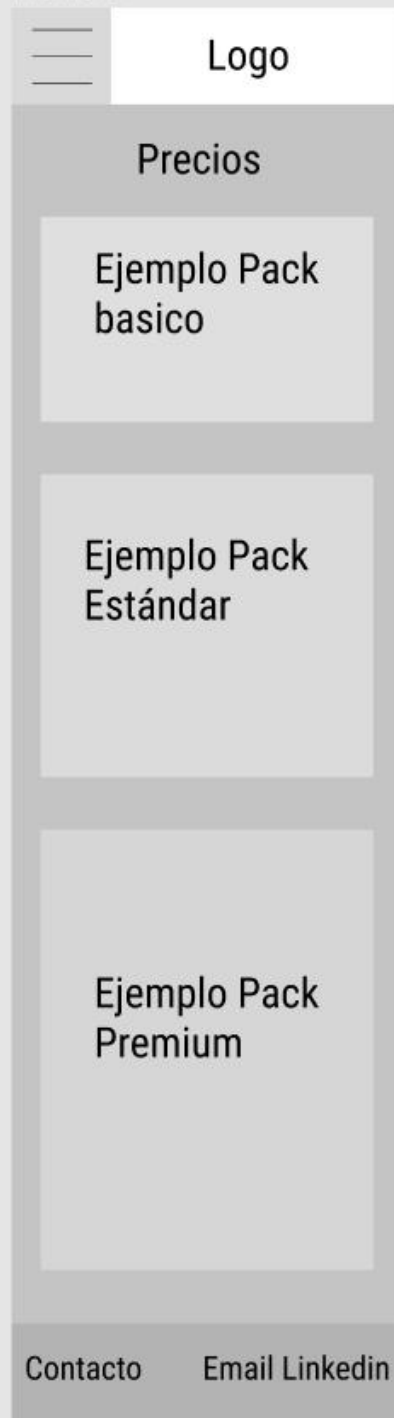 Logo
Precios
Ejemplo Pack
basico
Ejemplo Pack
Estándar
Ejemplo Pack
Premium
Contacto Email Linkedin